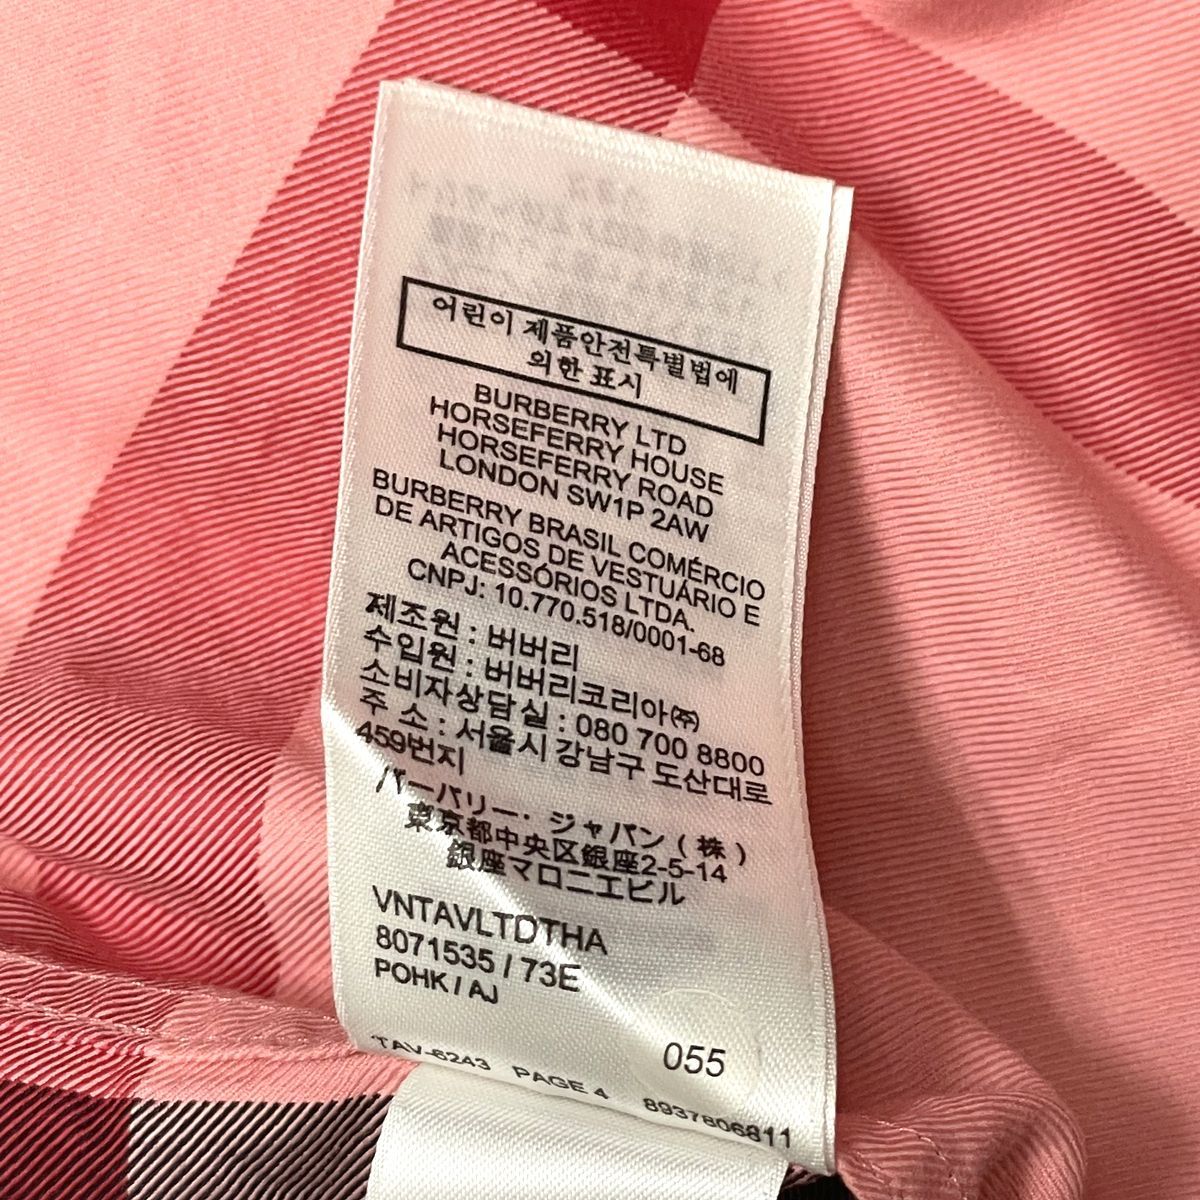 어린이 제품안전특별법에
의한 표시
BURBERRY LTD
HORSEFERRY HOUSE
HORSEFERRY ROAD
LONDON SW1P 2AW
BURBERRY BRASIL COMÉRCIO
DE ARTIGOS DE VESTUÁRIO E
ACESSÓRIOS LTDA.
CNPJ: 10.770.518/0001-68
제조원 : 버버리
수입원 : 버버리코리아㈜
소비자상담실 : 080 700 8800
주 소 : 서울시 강남구 도산대로
459번지
バーバリー・ジャパン(株)
東京都中央区銀座2-5-14
銀座マロニエビル
VNTAVLTDTHA
8071535 / 73E
POHK / AJ
055
TAV-6243 PAGE 4 8937806811